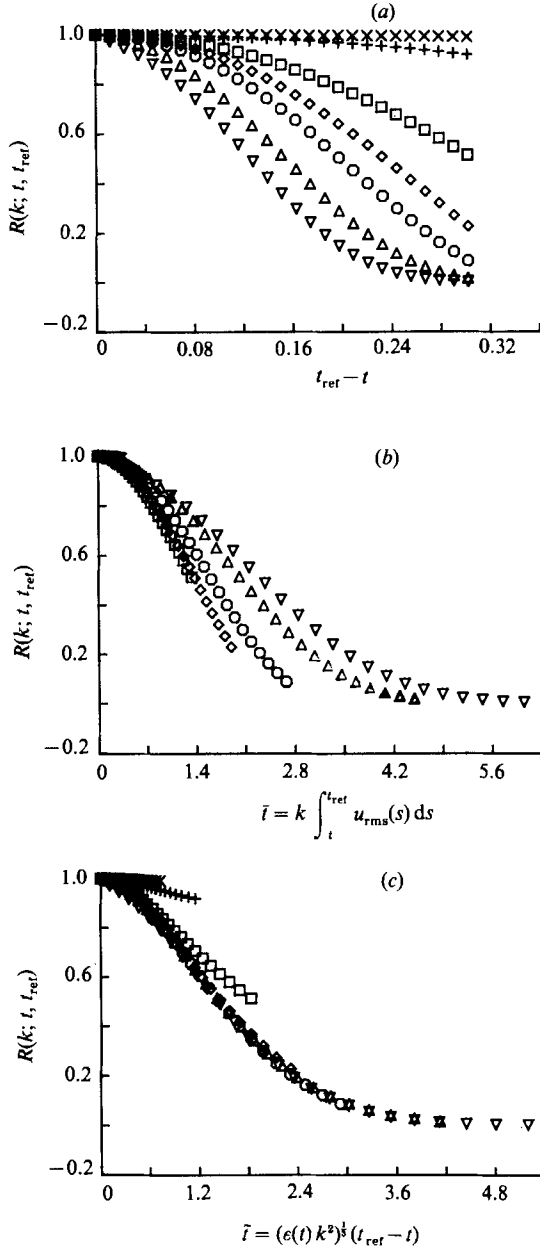 (a)
1.0
0.6
0.2
−0.2
R(k; t, t_ref)
0 0.08 0.16 0.24 0.32
t_ref − t
(b)
1.0
0.6
0.2
−0.2
R(k; t, t_ref)
0 1.4 2.8 4.2 5.6
t̄ = k ∫_t^{t_ref} u_rms(s) ds
(c)
1.0
0.6
0.2
−0.2
R(k; t, t_ref)
0 1.2 2.4 3.6 4.8
t̃ = (ϵ(t) k²)^{⅓} (t_ref − t)